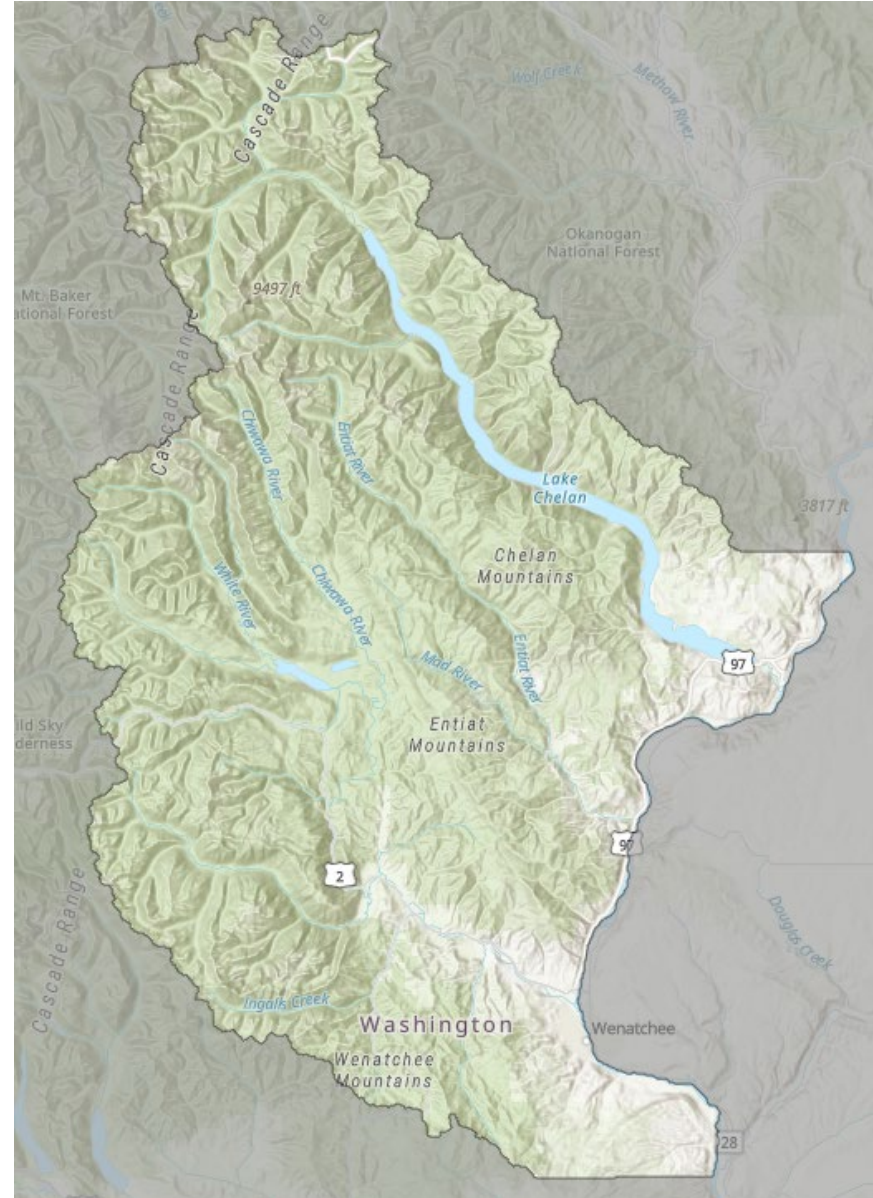 Cascade Range
Wolf Creek
Methow River
Okanogan
National Forest
9497 ft
Mt. Baker
ational Forest
Cascade Range
Chiwawa River
Entiat River
Lake
Chelan
3817 ft
Chelan
Mountains
White River
Chiwawa River
Entiat River
Mad River
97
ild Sky
derness
Entiat
Mountains
97
2
Cascade Range
Douglas Creek
Ingalls Creek
Washington
Wenatchee
Wenatchee
Mountains
28